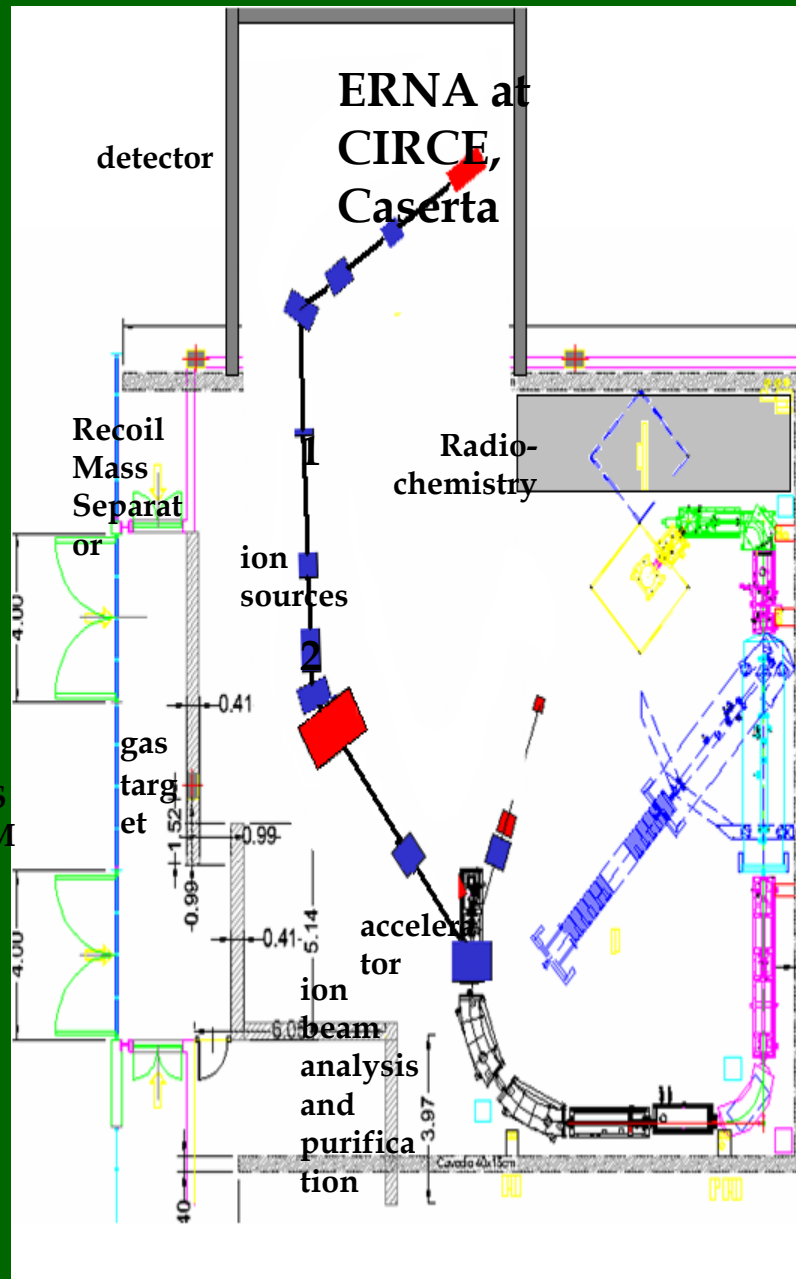 ERNA at
CIRCE,
Caserta
detector
Recoil
Mass
Separat
or
1
Radio-
chemistry
ion
sources
4.00
2
0.41
gas
targ
et
S
M
1.52
0.99
-0.99
0.41
5.14
4.00
accelera
tor
ion
beam
analysis
and
purifica
tion
3.97
Cavedio 40x15cm
40